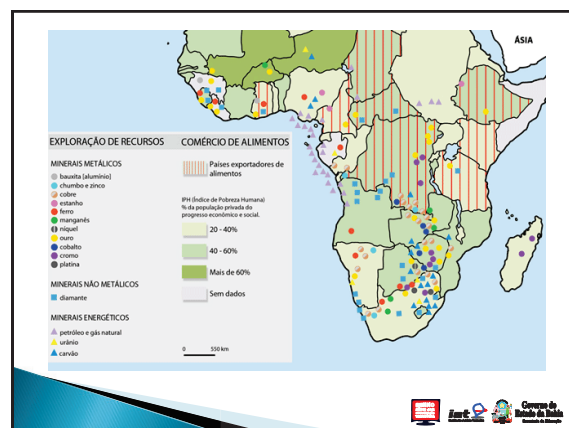 ÁSIA
EXPLORAÇÃO DE RECURSOS
MINERAIS METÁLICOS
bauxita (alumínio)
chumbo e zinco
cobre
estanho
ferro
manganês
níquel
ouro
cobalto
cromo
platina
MINERAIS NÃO METÁLICOS
diamante
MINERAIS ENERGÉTICOS
petróleo e gás natural
urânio
carvão
COMÉRCIO DE ALIMENTOS
Países exportadores de
alimentos
IPH (Índice de Pobreza Humana)
% da população privada do
progresso econômico e social.
20 - 40%
40 - 60%
Mais de 60%
Sem dados
0 550 km
Governo do
Estado da Bahia